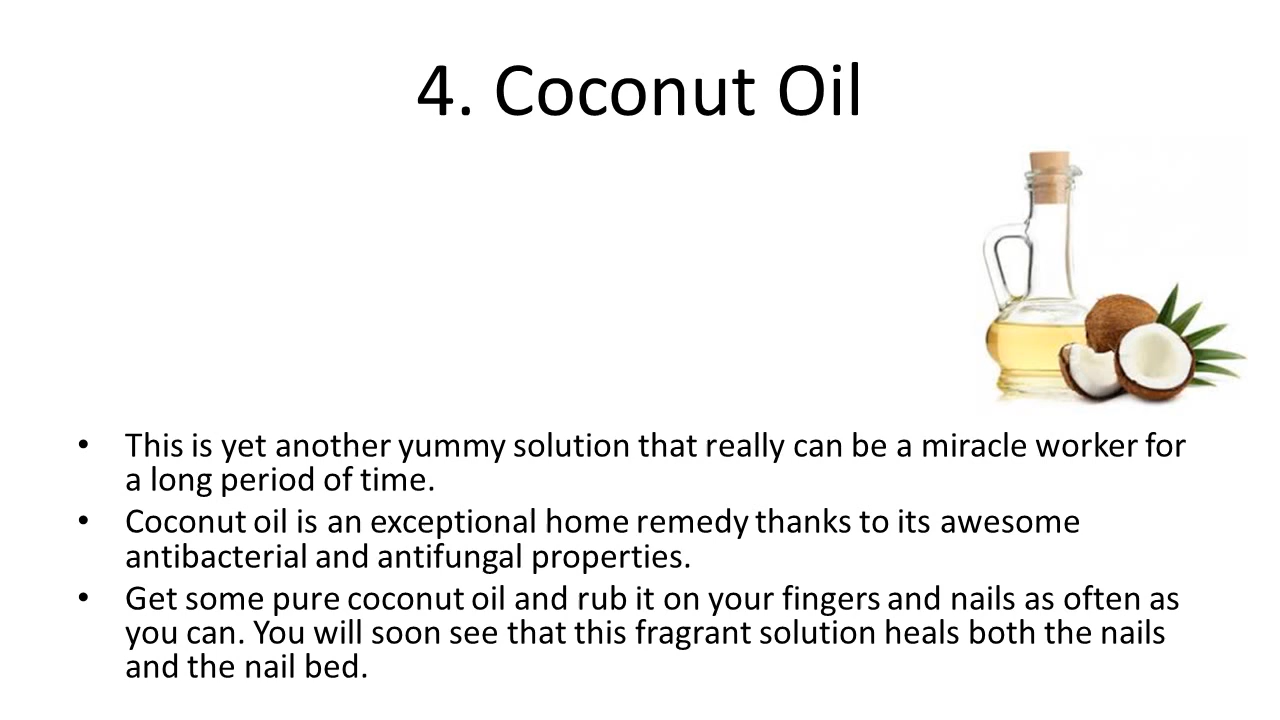 4. Coconut Oil
• This is yet another yummy solution that really can be a miracle worker for
a long period of time.
• Coconut oil is an exceptional home remedy thanks to its awesome
antibacterial and antifungal properties.
• Get some pure coconut oil and rub it on your fingers and nails as often as
you can. You will soon see that this fragrant solution heals both the nails
and the nail bed.